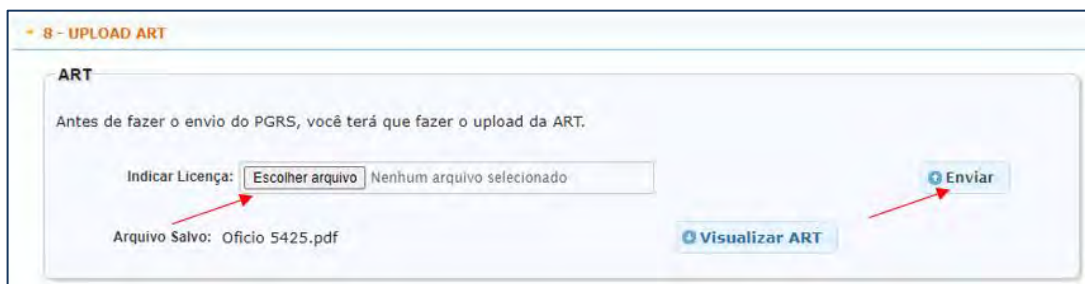 8 - UPLOAD ART
ART
Antes de fazer o envio do PGRS, você terá que fazer o upload da ART.
Indicar Licença: Escolher arquivo Nenhum arquivo selecionado Enviar
Arquivo Salvo: Oficio 5425.pdf Visualizar ART